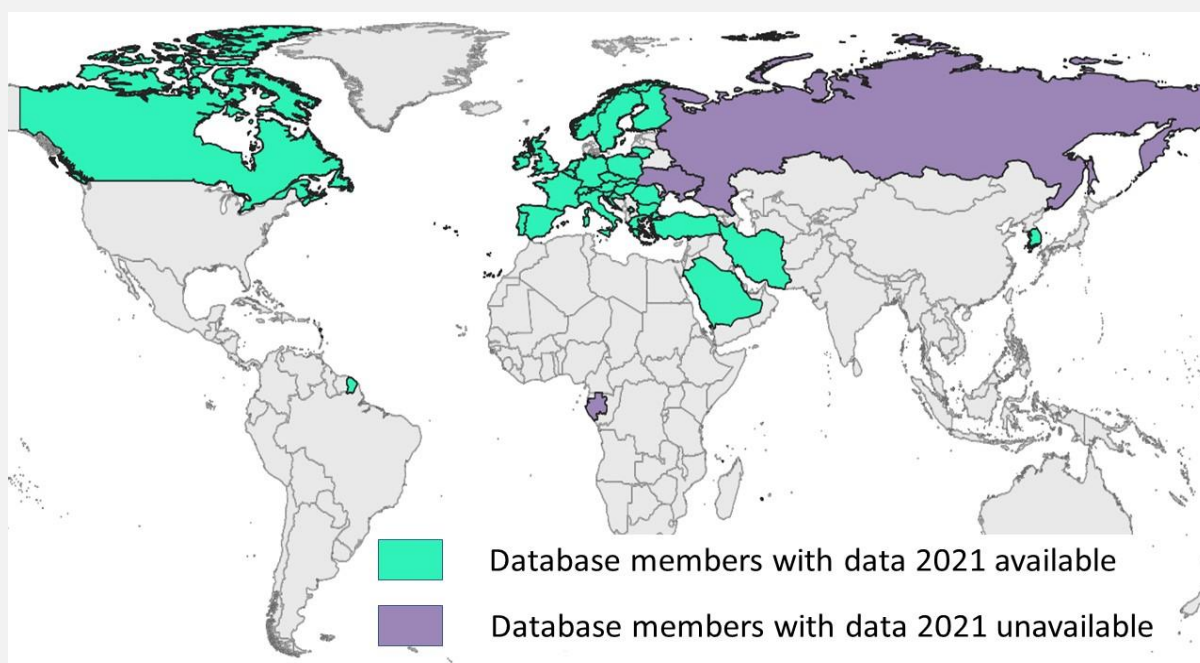 Database members with data 2021 available
Database members with data 2021 unavailable